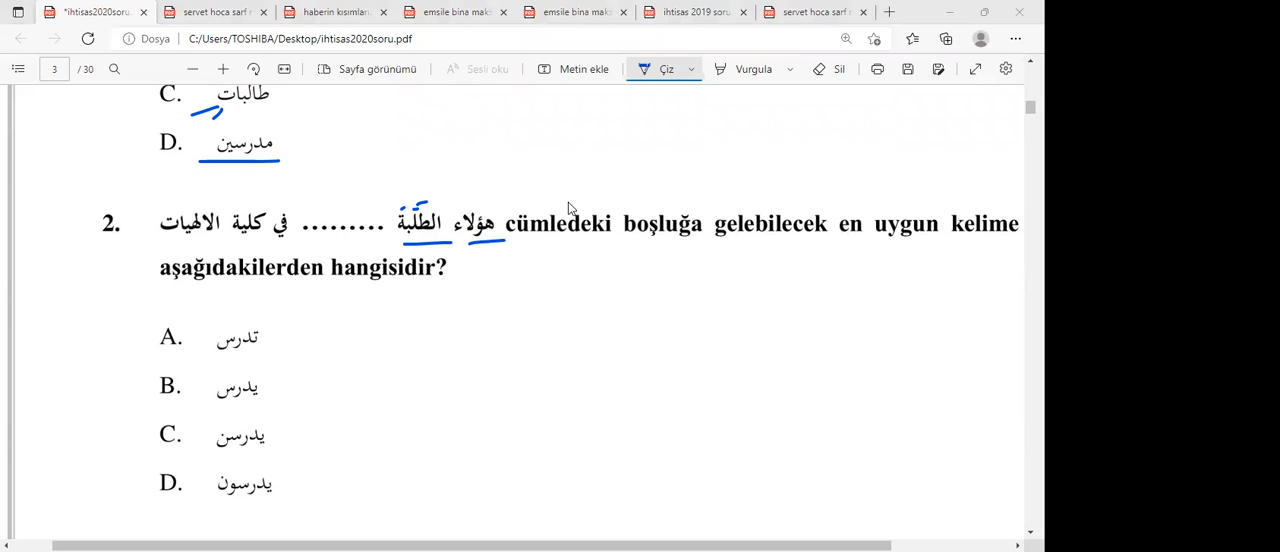 *ihtisas2020soru.
servet hoca sarf n
haberin kısımları.
emsile bina maks
emsile bina maks
ihtisas 2019 soru
servet hoca sarf n
Dosya C:/Users/TOSHIBA/Desktop/ihtisas2020soru.pdf
3 / 30 Sayfa görünümü Sesli oku Metin ekle Çiz Vurgula Sil
C. طالبات
D. مدرسين
2. هؤلاء الطّلبة ......... في كلية الالهيات cümledeki boşluğa gelebilecek en uygun kelime
aşağıdakilerden hangisidir?
A. تدرس
B. يدرس
C. يدرسن
D. يدرسون